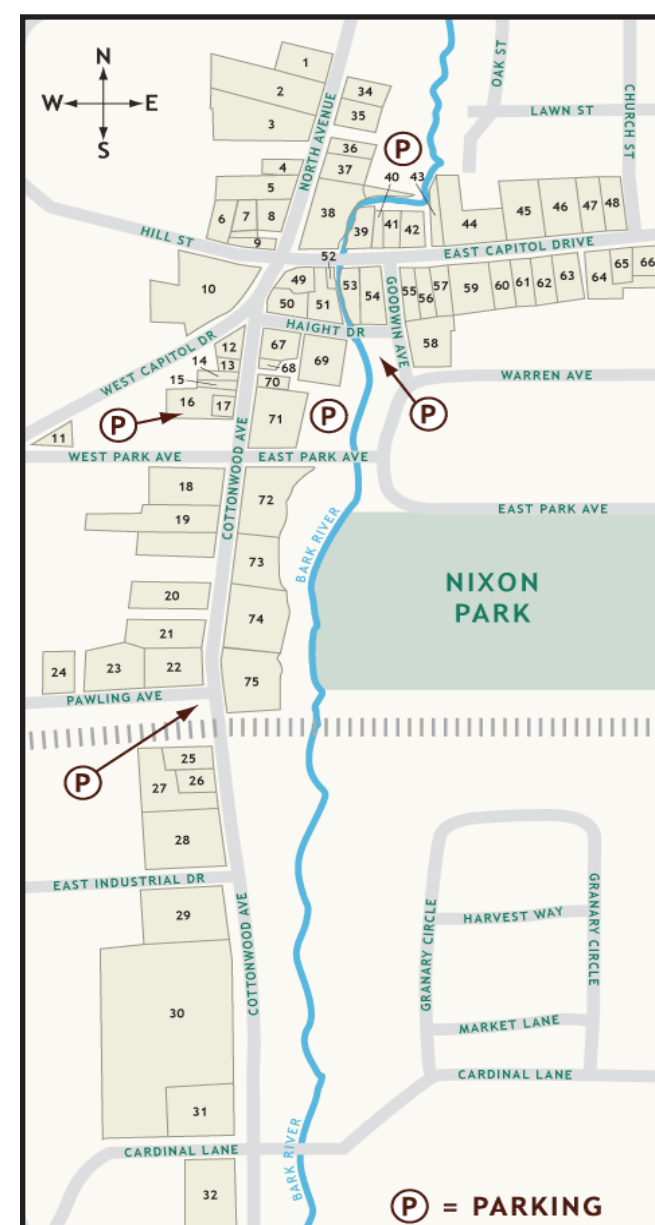 N
W E
S
OAK ST
LAWN ST
CHURCH ST
NORTH AVENUE
1
2
3
34
35
36
37
P
4
5
6
7
8
9
38
39
40
41
42
43
44
45
46
47
48
HILL ST
EAST CAPITOL DRIVE
10
49
50
51
52
53
54
GOODWIN AVE
55
56
57
58
59
60
61
62
63
64
65
66
HAIGHT DR
WEST CAPITOL DR
12
13
14
15
16
17
67
68
69
70
71
P
P
P
WARREN AVE
11
WEST PARK AVE
EAST PARK AVE
COTTONWOOD AVE
18
19
72
EAST PARK AVE
BARK RIVER
73
NIXON
PARK
20
21
74
22
23
24
75
PAWLING AVE
P
25
26
27
28
EAST INDUSTRIAL DR
29
COTTONWOOD AVE
GRANARY CIRCLE
HARVEST WAY
GRANARY CIRCLE
30
MARKET LANE
CARDINAL LANE
31
CARDINAL LANE
BARK RIVER
32
P = PARKING